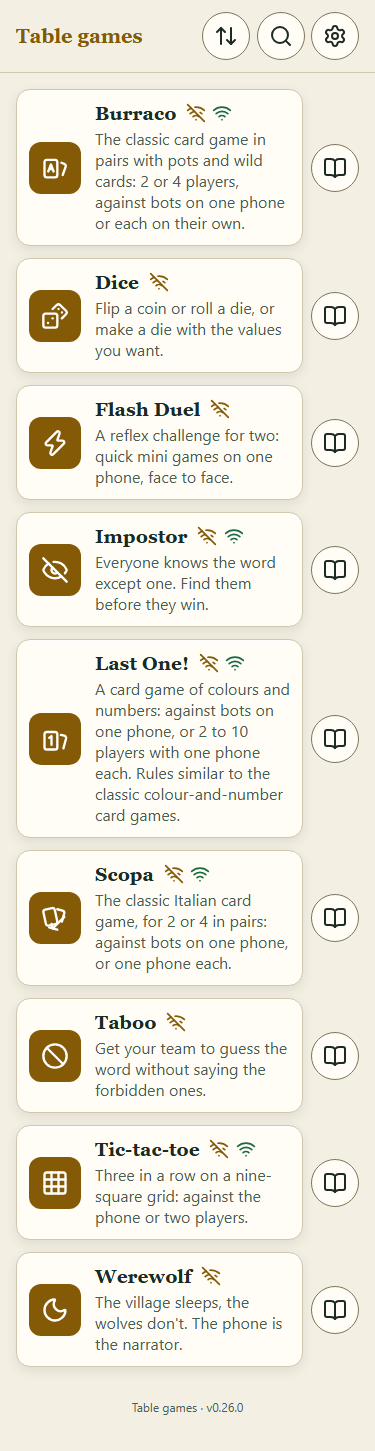 Table games
Burraco
The classic card game in
pairs with pots and wild
cards: 2 or 4 players,
against bots on one phone
or each on their own.
Dice
Flip a coin or roll a die, or
make a die with the values
you want.
Flash Duel
A reflex challenge for two:
quick mini games on one
phone, face to face.
Impostor
Everyone knows the word
except one. Find them
before they win.
Last One!
A card game of colours and
numbers: against bots on
one phone, or 2 to 10
players with one phone
each. Rules similar to the
classic colour-and-number
card games.
Scopa
The classic Italian card
game, for 2 or 4 in pairs:
against bots on one phone,
or one phone each.
Taboo
Get your team to guess the
word without saying the
forbidden ones.
Tic-tac-toe
Three in a row on a nine-
square grid: against the
phone or two players.
Werewolf
The village sleeps, the
wolves don't. The phone is
the narrator.
Table games · v0.26.0